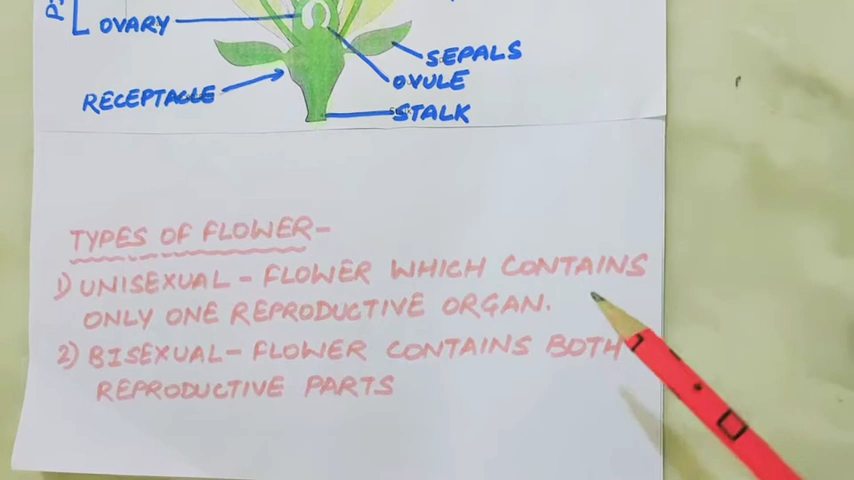 OVARY
SEPALS
OVULE
RECEPTACLE
STALK
TYPES OF FLOWER-
1) UNISEXUAL - FLOWER WHICH CONTAINS
ONLY ONE REPRODUCTIVE ORGAN.
2) BISEXUAL - FLOWER CONTAINS BOTH
REPRODUCTIVE PARTS